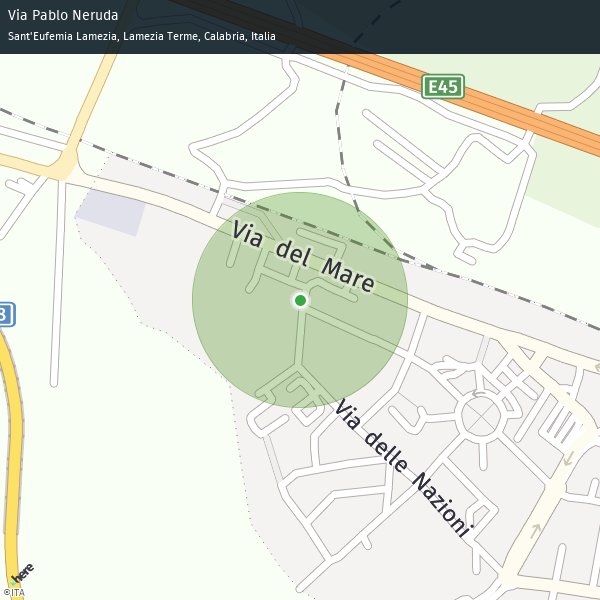 Via Pablo Neruda
Sant'Eufemia Lamezia, Lamezia Terme, Calabria, Italia
E45
Via del Mare
Via delle Nazioni
here
©ITA